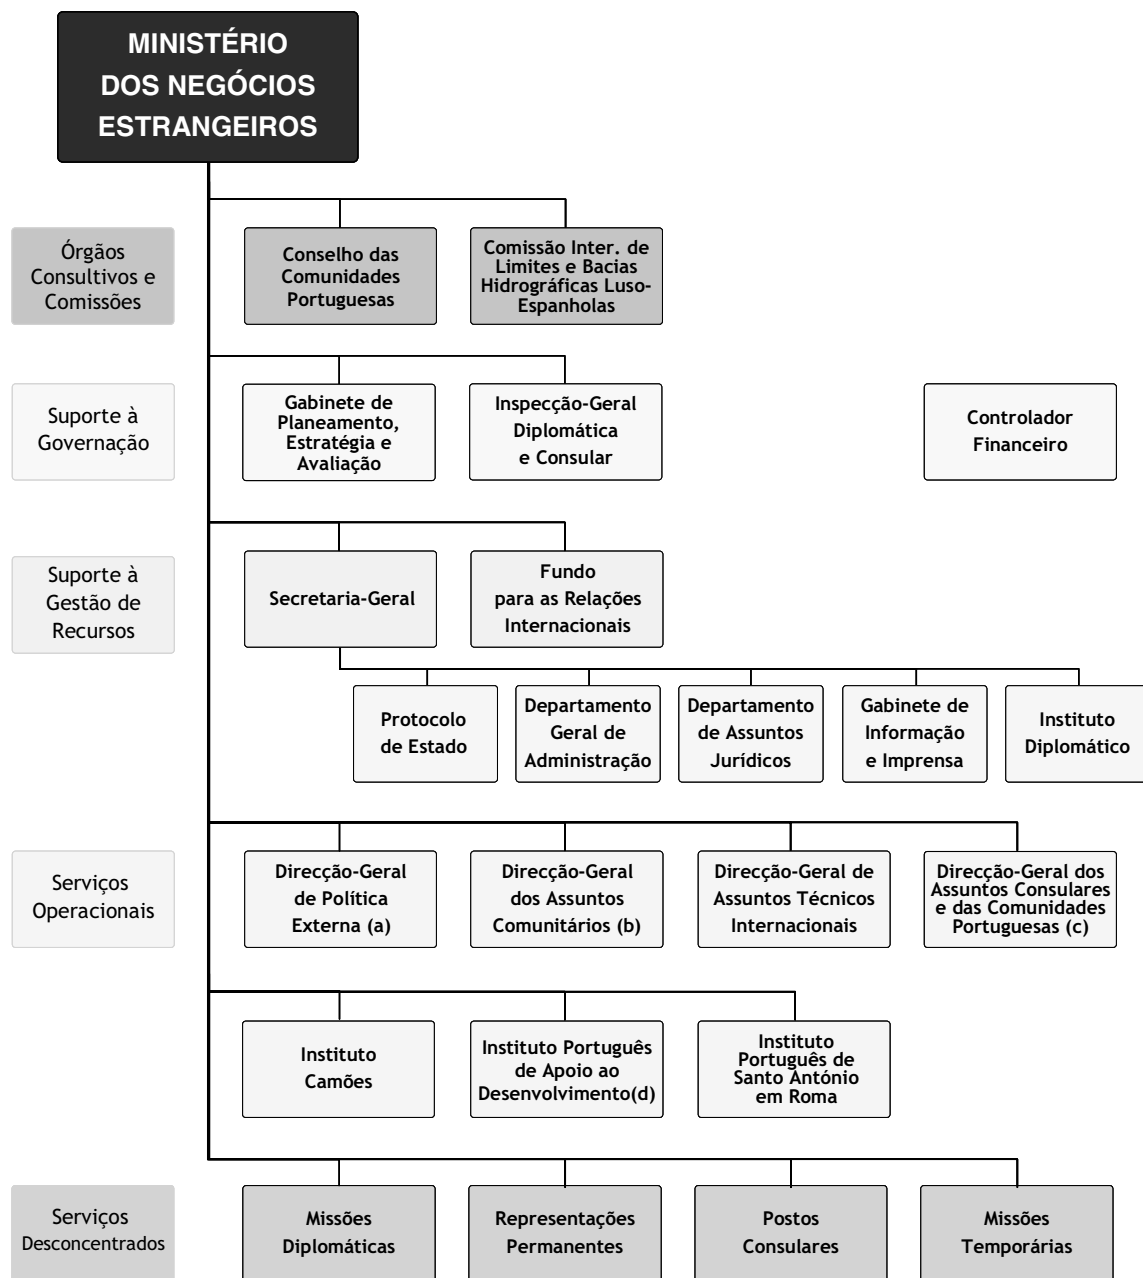 MINISTÉRIO
DOS NEGÓCIOS
ESTRANGEIROS
Órgãos
Consultivos e
Comissões
Conselho das
Comunidades
Portuguesas
Comissão Inter. de
Limites e Bacias
Hidrográficas Luso-
Espanholas
Suporte à
Governação
Gabinete de
Planeamento,
Estratégia e
Avaliação
Inspecção-Geral
Diplomática
e Consular
Controlador
Financeiro
Suporte à
Gestão de
Recursos
Secretaria-Geral
Fundo
para as Relações
Internacionais
Protocolo
de Estado
Departamento
Geral de
Administração
Departamento
de Assuntos
Jurídicos
Gabinete de
Informação
e Imprensa
Instituto
Diplomático
Serviços
Operacionais
Direcção-Geral
de Política
Externa (a)
Direcção-Geral
dos Assuntos
Comunitários (b)
Direcção-Geral de
Assuntos Técnicos
Internacionais
Direcção-Geral dos
Assuntos Consulares
e das Comunidades
Portuguesas (c)
Instituto
Camões
Instituto Português
de Apoio ao
Desenvolvimento(d)
Instituto
Português de
Santo António
em Roma
Serviços
Desconcentrados
Missões
Diplomáticas
Representações
Permanentes
Postos
Consulares
Missões
Temporárias